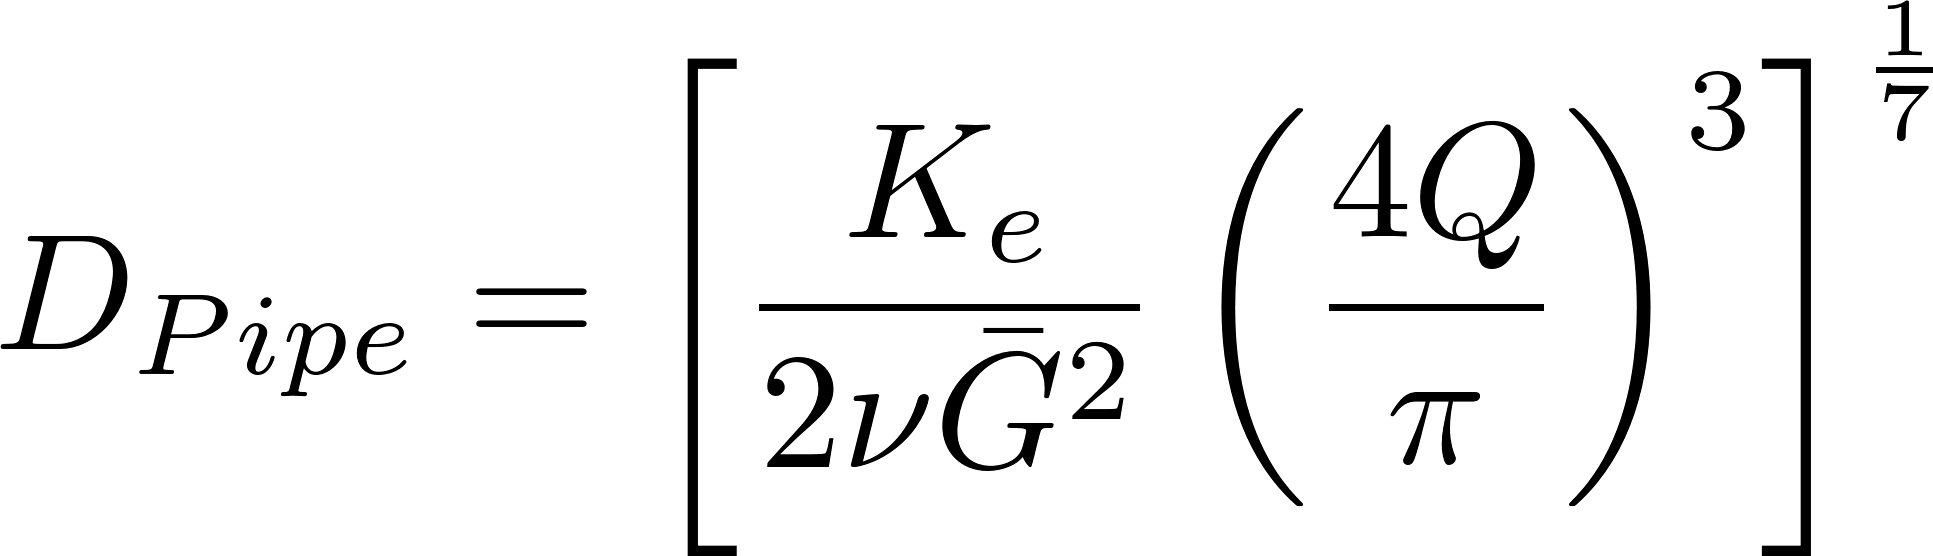 $D_{Pipe} = \left[ \frac{K_e}{2\nu \bar{G}^2} \left( \frac{4Q}{\pi} \right)^3 \right]^{\frac{1}{7}}$